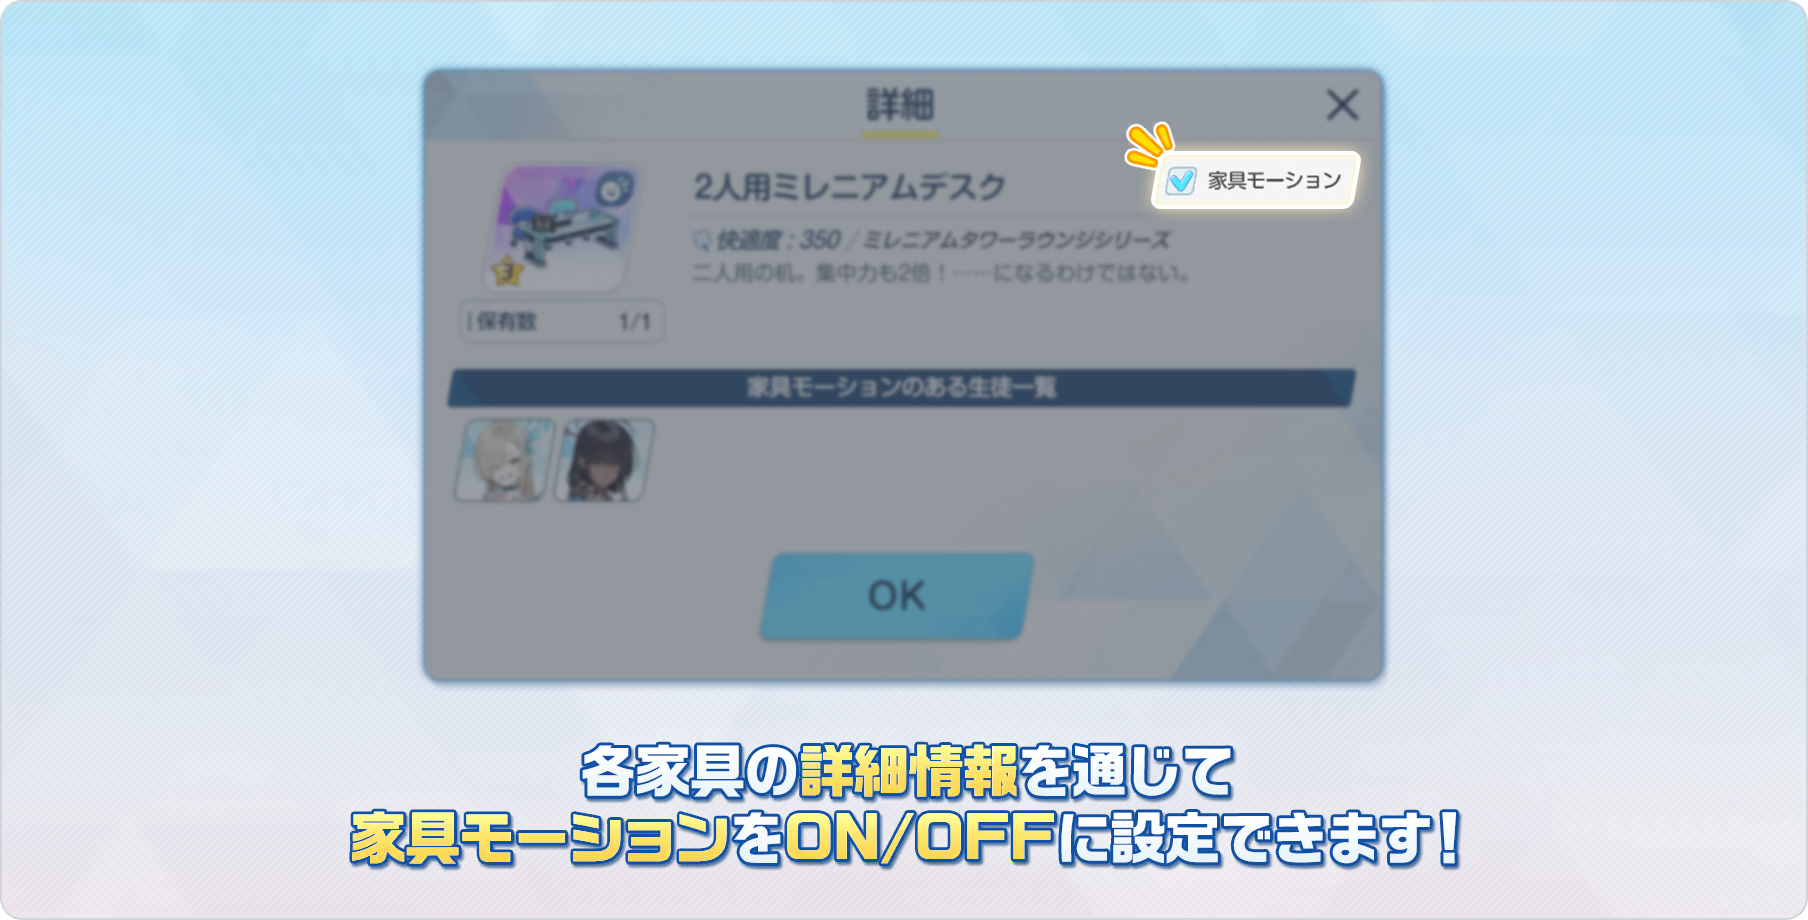 詳細
2人用ミレニアムデスク
家具モーション
快適度 : 350 / ミレニアムタワーラウンジシリーズ
二人用の机。集中力も2倍！……になるわけではない。
3
保有数 1/1
家具モーションのある生徒一覧
OK
各家具の詳細情報を通じて
家具モーションをON/OFFに設定できます！